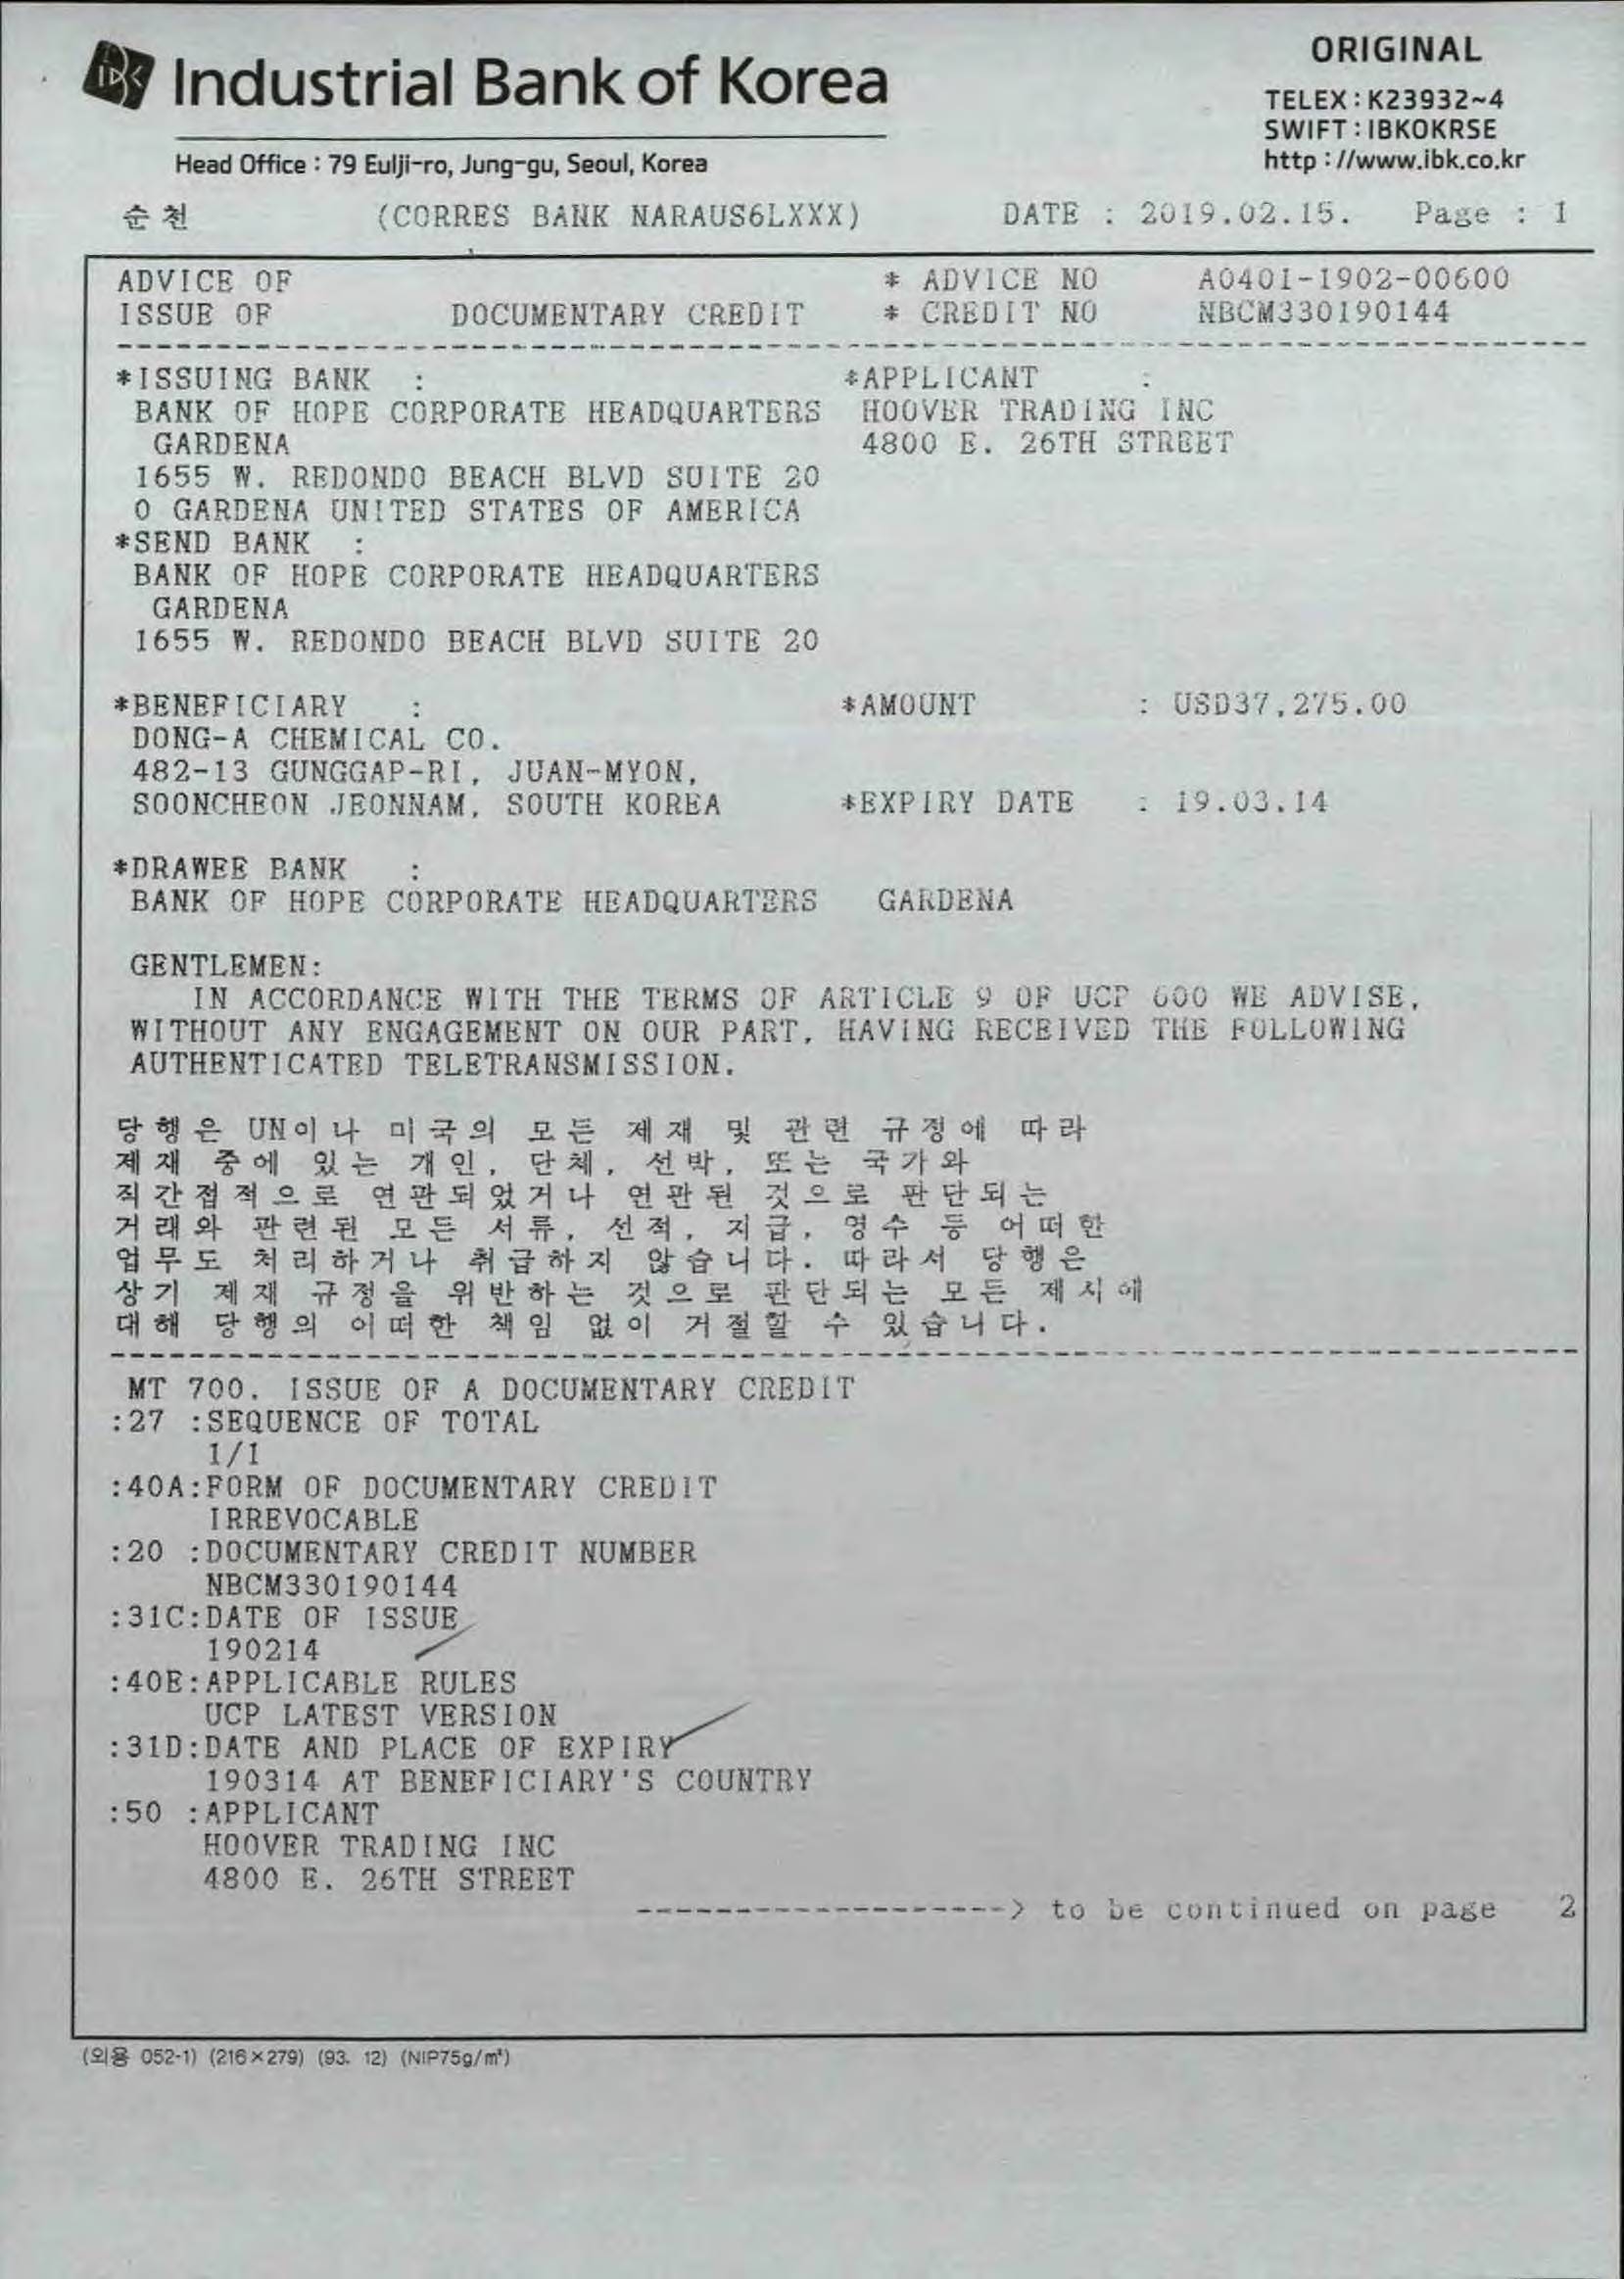 IBK Industrial Bank of Korea
ORIGINAL
TELEX : K23932~4
SWIFT : IBKOKRSE
http : //www.ibk.co.kr
Head Office : 79 Eulji-ro, Jung-gu, Seoul, Korea
순천 (CORRES BANK NARAUS6LXXX) DATE : 2019.02.15. Page : 1
ADVICE OF * ADVICE NO A0401-1902-00600
ISSUE OF DOCUMENTARY CREDIT * CREDIT NO NBCM330190144
*ISSUING BANK : *APPLICANT :
BANK OF HOPE CORPORATE HEADQUARTERS HOOVER TRADING INC
GARDENA 4800 E. 26TH STREET
1655 W. REDONDO BEACH BLVD SUITE 20
0 GARDENA UNITED STATES OF AMERICA
*SEND BANK :
BANK OF HOPE CORPORATE HEADQUARTERS
GARDENA
1655 W. REDONDO BEACH BLVD SUITE 20
*BENEFICIARY : *AMOUNT : USD37,275.00
DONG-A CHEMICAL CO.
482-13 GUNGGAP-RI, JUAN-MYON,
SOONCHEON JEONNAM, SOUTH KOREA *EXPIRY DATE : 19.03.14
*DRAWEE BANK :
BANK OF HOPE CORPORATE HEADQUARTERS GARDENA
GENTLEMEN:
IN ACCORDANCE WITH THE TERMS OF ARTICLE 9 OF UCP 600 WE ADVISE,
WITHOUT ANY ENGAGEMENT ON OUR PART, HAVING RECEIVED THE FOLLOWING
AUTHENTICATED TELETRANSMISSION.
당행은 UN이나 미국의 모든 제재 및 관련 규정에 따라
제재 중에 있는 개인, 단체, 선박, 또는 국가와
직간접적으로 연관되었거나 연관된 것으로 판단되는
거래와 관련된 모든 서류, 선적, 지급, 영수 등 어떠한
업무도 처리하거나 취급하지 않습니다. 따라서 당행은
상기 제재 규정을 위반하는 것으로 판단되는 모든 제시에
대해 당행의 어떠한 책임 없이 거절할 수 있습니다.
MT 700. ISSUE OF A DOCUMENTARY CREDIT
:27 :SEQUENCE OF TOTAL
1/1
:40A:FORM OF DOCUMENTARY CREDIT
IRREVOCABLE
:20 :DOCUMENTARY CREDIT NUMBER
NBCM330190144
:31C:DATE OF ISSUE
190214
:40E:APPLICABLE RULES
UCP LATEST VERSION
:31D:DATE AND PLACE OF EXPIRY
190314 AT BENEFICIARY'S COUNTRY
:50 :APPLICANT
HOOVER TRADING INC
4800 E. 26TH STREET
-------------------> to be continued on page 2
(외용 052-1) (216×279) (93. 12) (NIP75g/㎡)